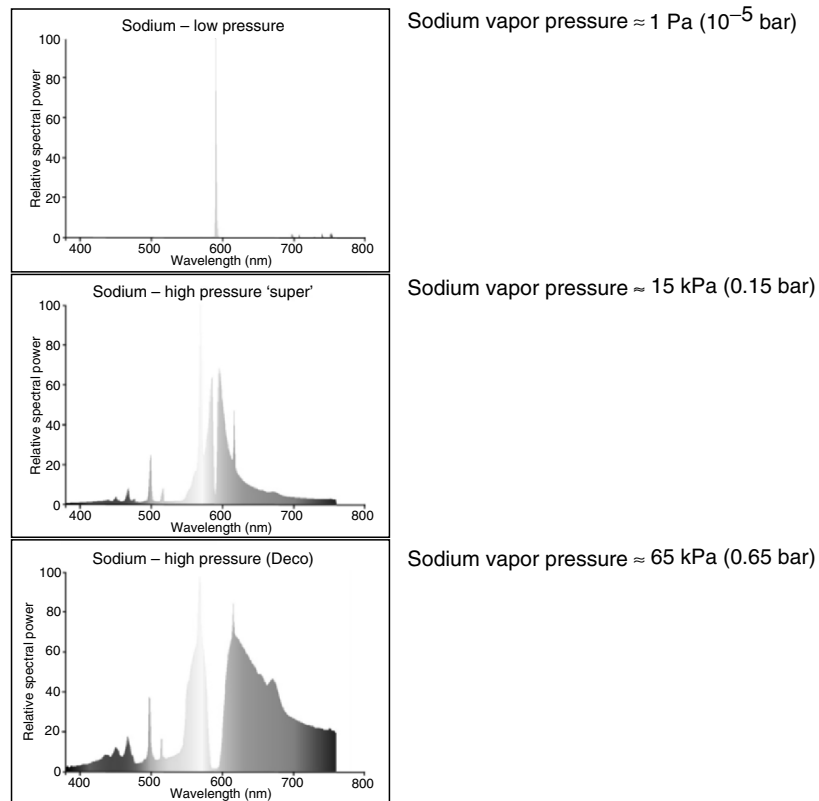 Sodium – low pressure
Sodium vapor pressure ≈ 1 Pa (10⁻⁵ bar)
Relative spectral power
100
80
60
40
20
0
400 500 600 700 800
Wavelength (nm)
Sodium – high pressure ‘super’
Sodium vapor pressure ≈ 15 kPa (0.15 bar)
Relative spectral power
100
80
60
40
20
0
400 500 600 700 800
Wavelength (nm)
Sodium – high pressure (Deco)
Sodium vapor pressure ≈ 65 kPa (0.65 bar)
Relative spectral power
100
80
60
40
20
0
400 500 600 700 800
Wavelength (nm)